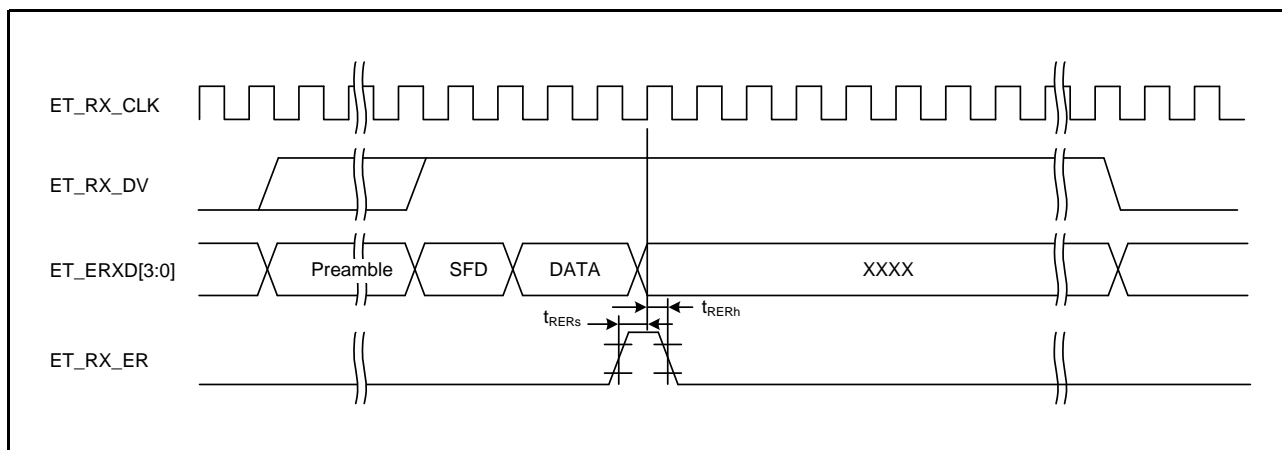 ET_RX_CLK
ET_RX_DV
ET_ERXD[3:0]
Preamble
SFD
DATA
XXXX
tRERs
tRERh
ET_RX_ER